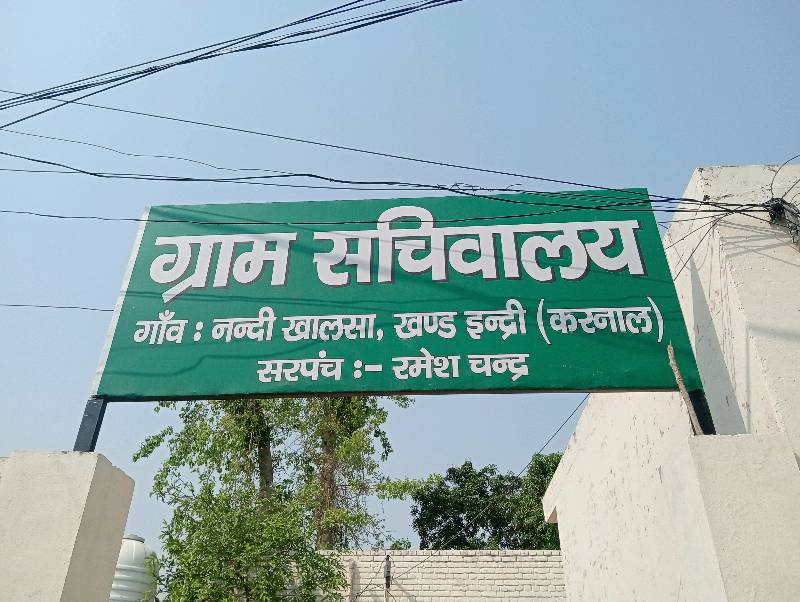 ग्राम सचिवालय
गाँव : नन्दी खालसा, खण्ड इन्द्री (करनाल)
सरपंच :- रमेश चन्द्र